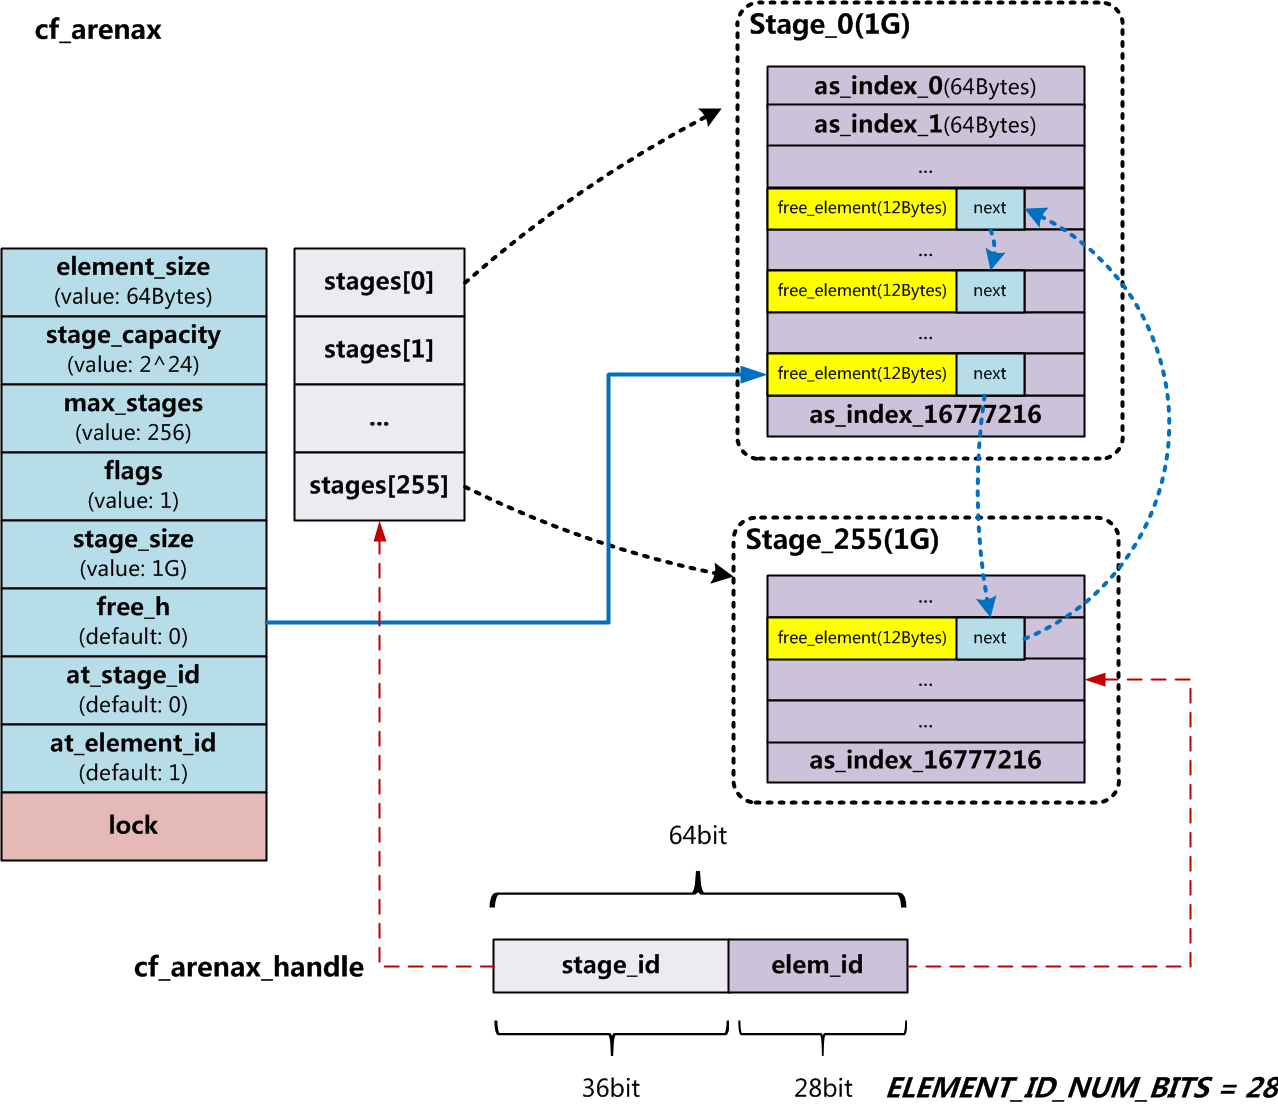 cf_arenax
element_size
(value: 64Bytes)
stage_capacity
(value: 2^24)
max_stages
(value: 256)
flags
(value: 1)
stage_size
(value: 1G)
free_h
(default: 0)
at_stage_id
(default: 0)
at_element_id
(default: 1)
lock
stages[0]
stages[1]
...
stages[255]
Stage_0(1G)
as_index_0(64Bytes)
as_index_1(64Bytes)
...
free_element(12Bytes) next
...
free_element(12Bytes) next
...
free_element(12Bytes) next
as_index_16777216
Stage_255(1G)
...
free_element(12Bytes) next
...
...
as_index_16777216
64bit
cf_arenax_handle
stage_id elem_id
36bit 28bit ELEMENT_ID_NUM_BITS = 28